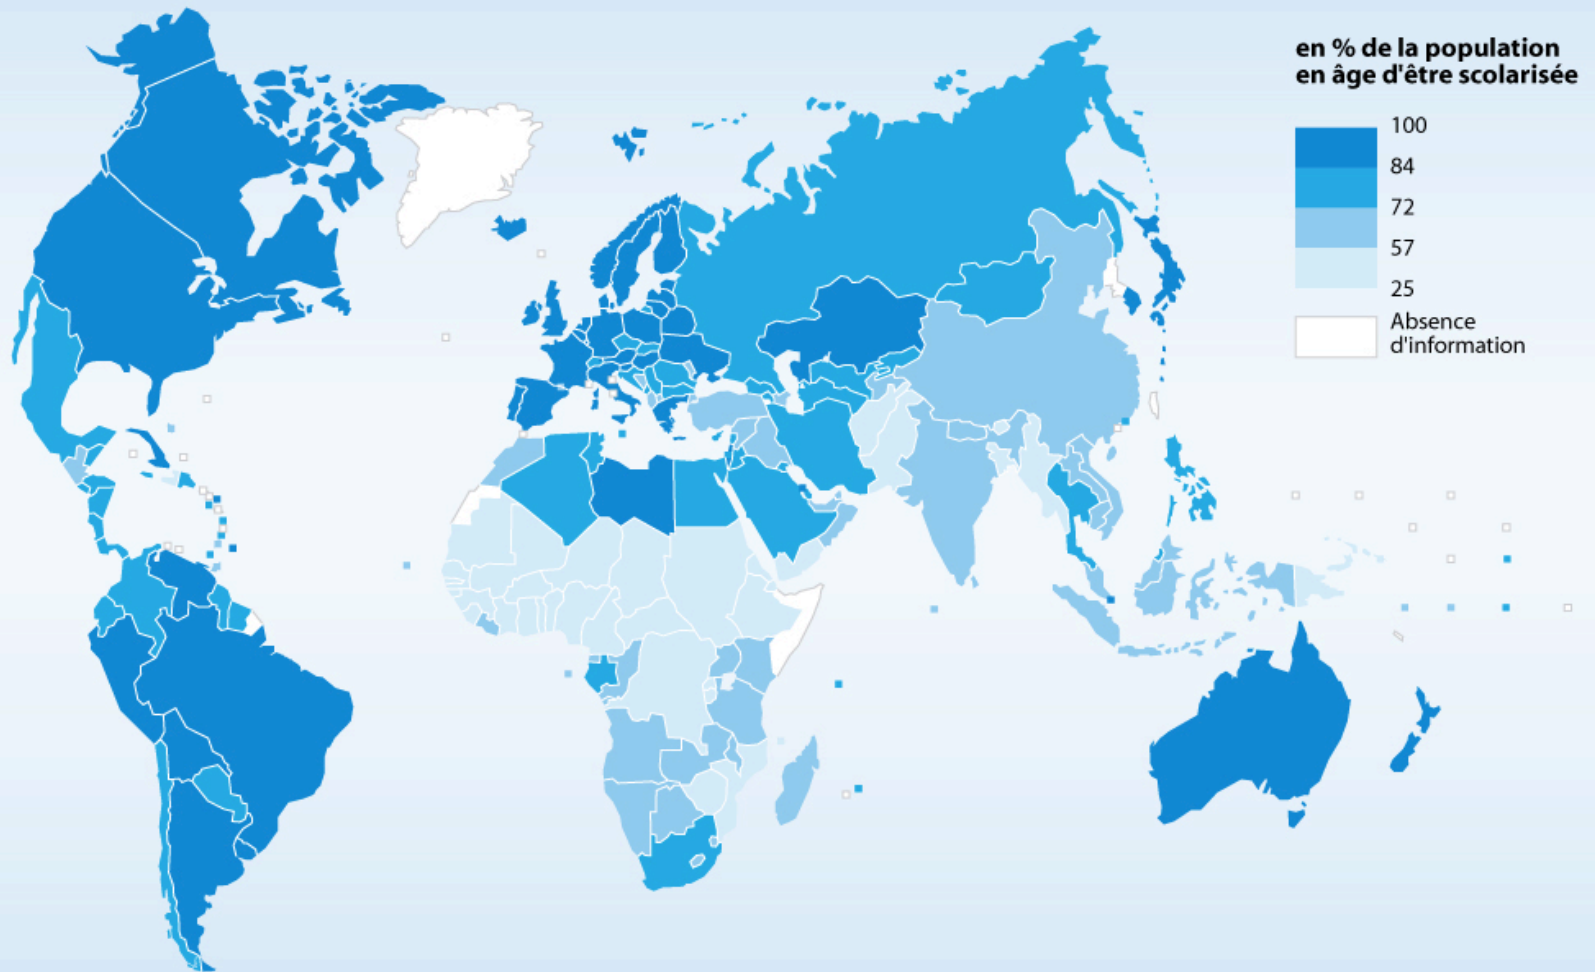 en % de la population
en âge d'être scolarisée
100
84
72
57
25
Absence
d'information